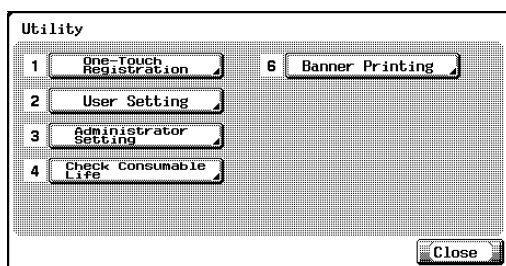 Utility
1 One-Touch
Registration
2 User Setting
3 Administrator
Setting
4 Check Consumable
Life
6 Banner Printing
Close